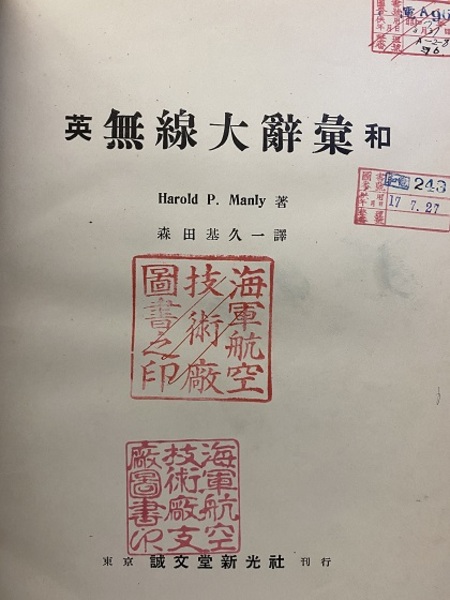 英 無線大辭彙 和
Harold P. Manly 著
森田基久一譯
243
17.7.27
海軍航空
技術廠
圖書之印
海軍航空
技術廠支
廠圖書印
東京 誠文堂新光社 刊行